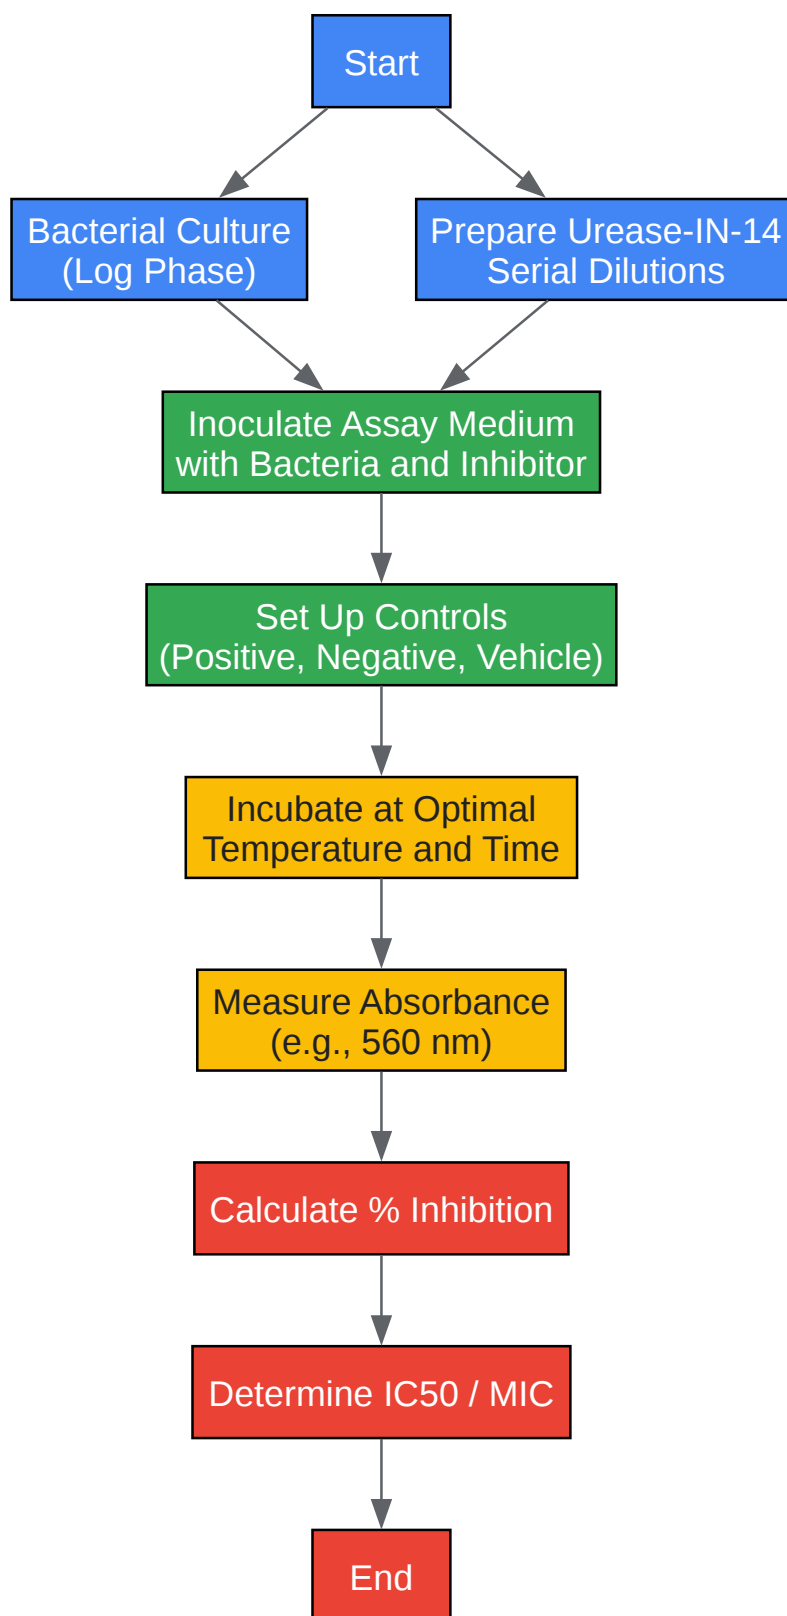 Start
Bacterial Culture
(Log Phase)
Prepare Urease-IN-14
Serial Dilutions
Inoculate Assay Medium
with Bacteria and Inhibitor
Set Up Controls
(Positive, Negative, Vehicle)
Incubate at Optimal
Temperature and Time
Measure Absorbance
(e.g., 560 nm)
Calculate % Inhibition
Determine IC50 / MIC
End